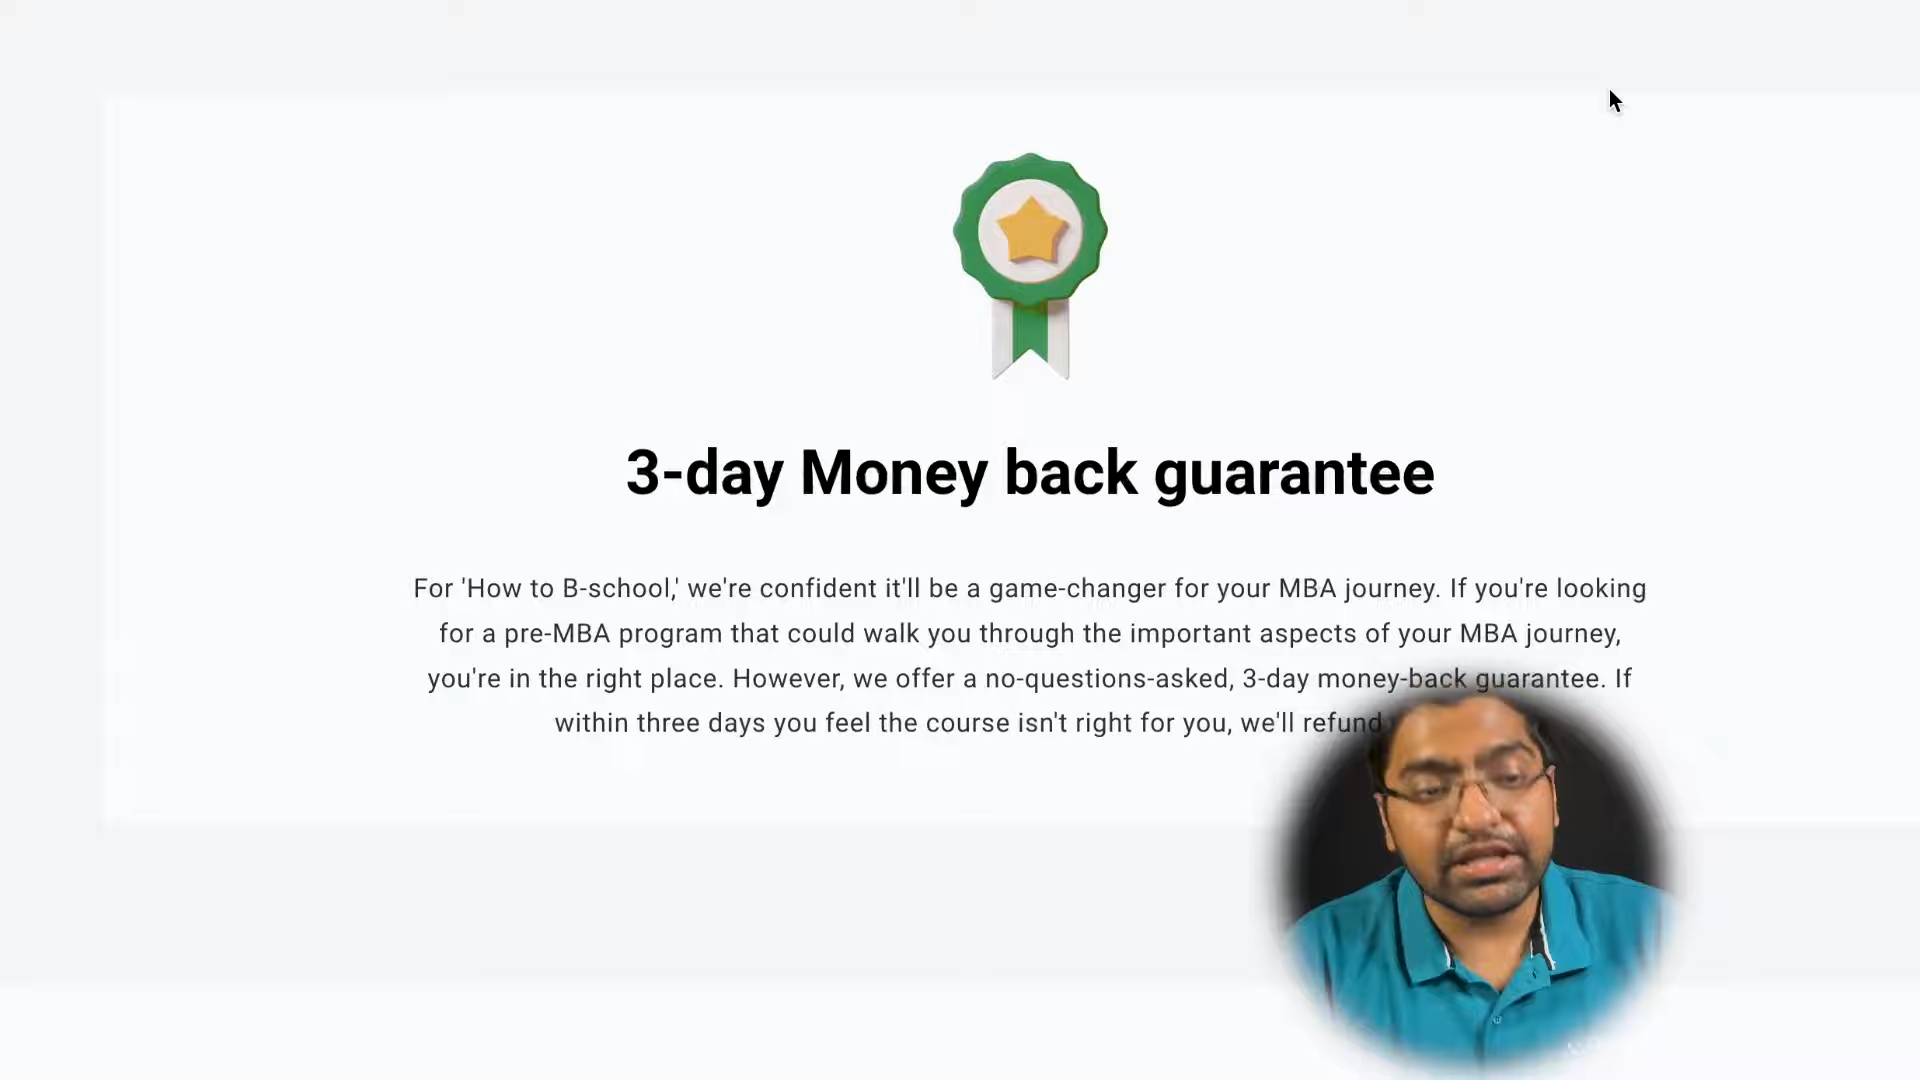 3-day Money back guarantee
For 'How to B-school,' we're confident it'll be a game-changer for your MBA journey. If you're looking
for a pre-MBA program that could walk you through the important aspects of your MBA journey,
you're in the right place. However, we offer a no-questions-asked, 3-day money-back guarantee. If
within three days you feel the course isn't right for you, we'll refund